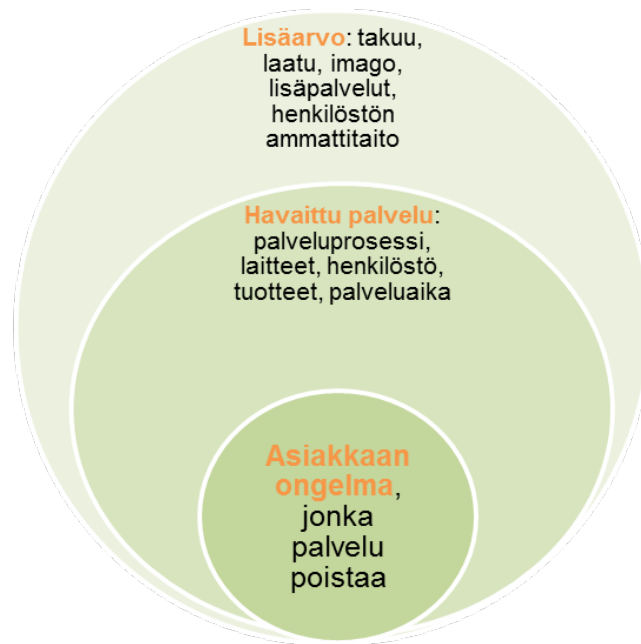 Lisäarvo: takuu,
laatu, imago,
lisäpalvelut,
henkilöstön
ammattitaito
Havaittu palvelu:
palveluprosessi,
laitteet, henkilöstö,
tuotteet, palveluaika
Asiakkaan
ongelma,
jonka
palvelu
poistaa